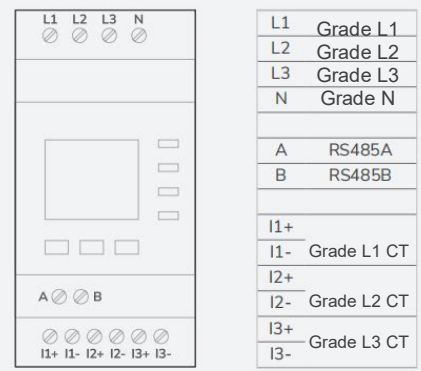 L1 L2 L3 N
A B
I1+ I1- I2+ I2- I3+ I3-
L1 Grade L1
L2 Grade L2
L3 Grade L3
N Grade N
A RS485A
B RS485B
I1+
I1- Grade L1 CT
I2+
I2- Grade L2 CT
I3+
Grade L3 CT
I3-